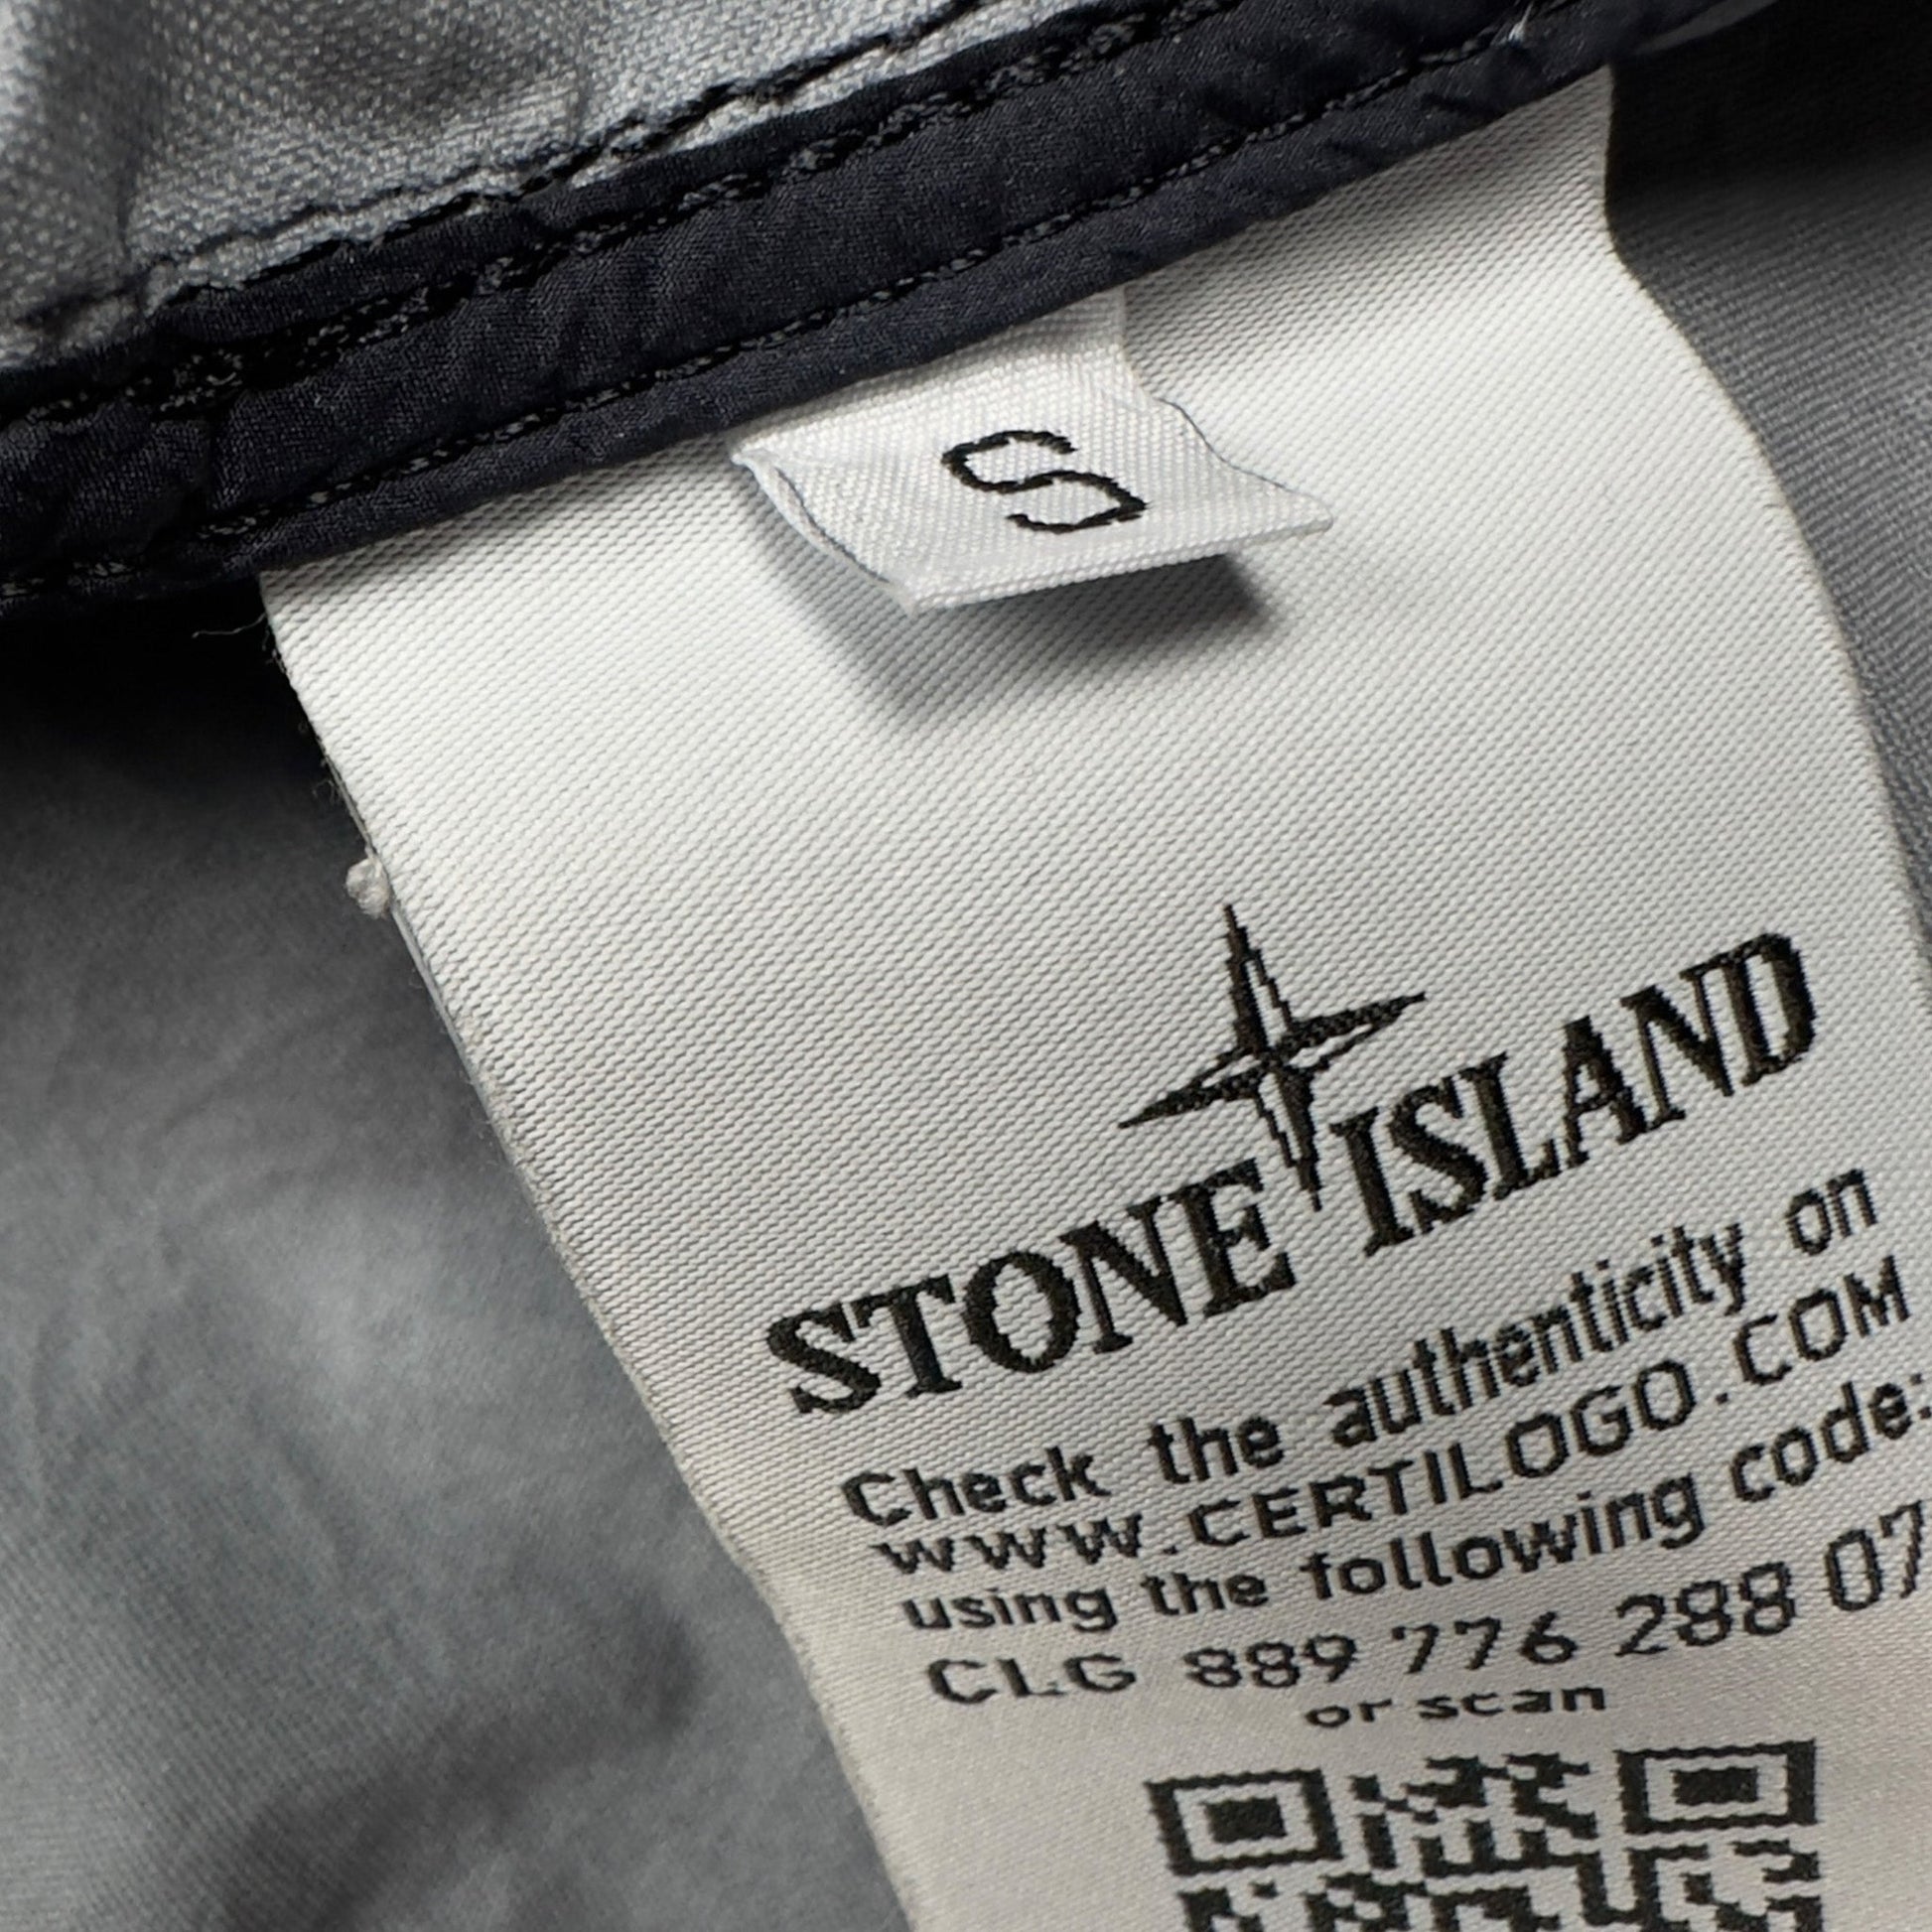 S
STONE ISLAND
Check the authenticity on
WWW.CERTILOGO.COM
using the following code:
CLG 889 776 288 07
or scan